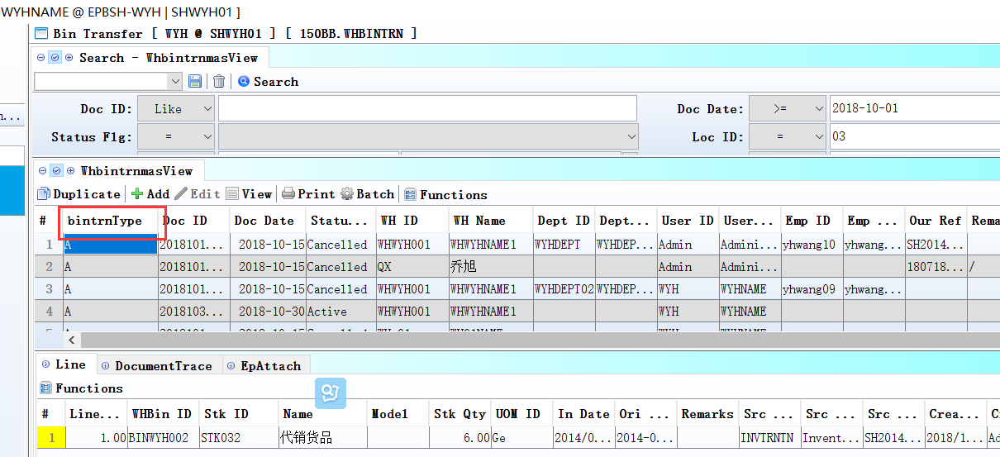 WYHNAME @ EPBSH-WYH | SHWYH01 ]
Bin Transfer [ WYH @ SHWYH01 ] [ 150BB.WHBINTRN ]
Search - WhbintrnmasView
Search
Doc ID: Like Doc Date: >= 2018-10-01
n...
Status Flg: = Loc ID: = 03
WhbintrnmasView
Duplicate Add Edit View Print Batch Functions
# bintrnType Doc ID Doc Date Statu... WH ID WH Name Dept ID Dept... User ID User... Emp ID Emp ... Our Ref Rema
1 A 2018101... 2018-10-15 Cancelled WHWYH001 WHWYHNAME1 WYHDEPT WYHDEP... Admin Admini... yhwang10 yhwang... SH2014...
2 A 2018101... 2018-10-15 Cancelled QX 乔旭 Admin Admini... 180718... /
3 A 2018101... 2018-10-15 Cancelled WHWYH001 WHWYHNAME1 WYHDEPT02 WYHDEP... WYH WYHNAME yhwang09 yhwang...
4 A 2018103... 2018-10-30 Active WHWYH001 WHWYHNAME1 WYH WYHNAME
Line DocumentTrace EpAttach
Functions
# Line... WHBin ID Stk ID Name Model Stk Qty UOM ID In Date Ori ... Remarks Src ... Src ... Src ... Crea... C
1 1.00 BINWYH002 STK032 代销货品 6.00 Ge 2014/0... 2014-0... INVTRNTN Invent... SH2014... 2018/1... Ad